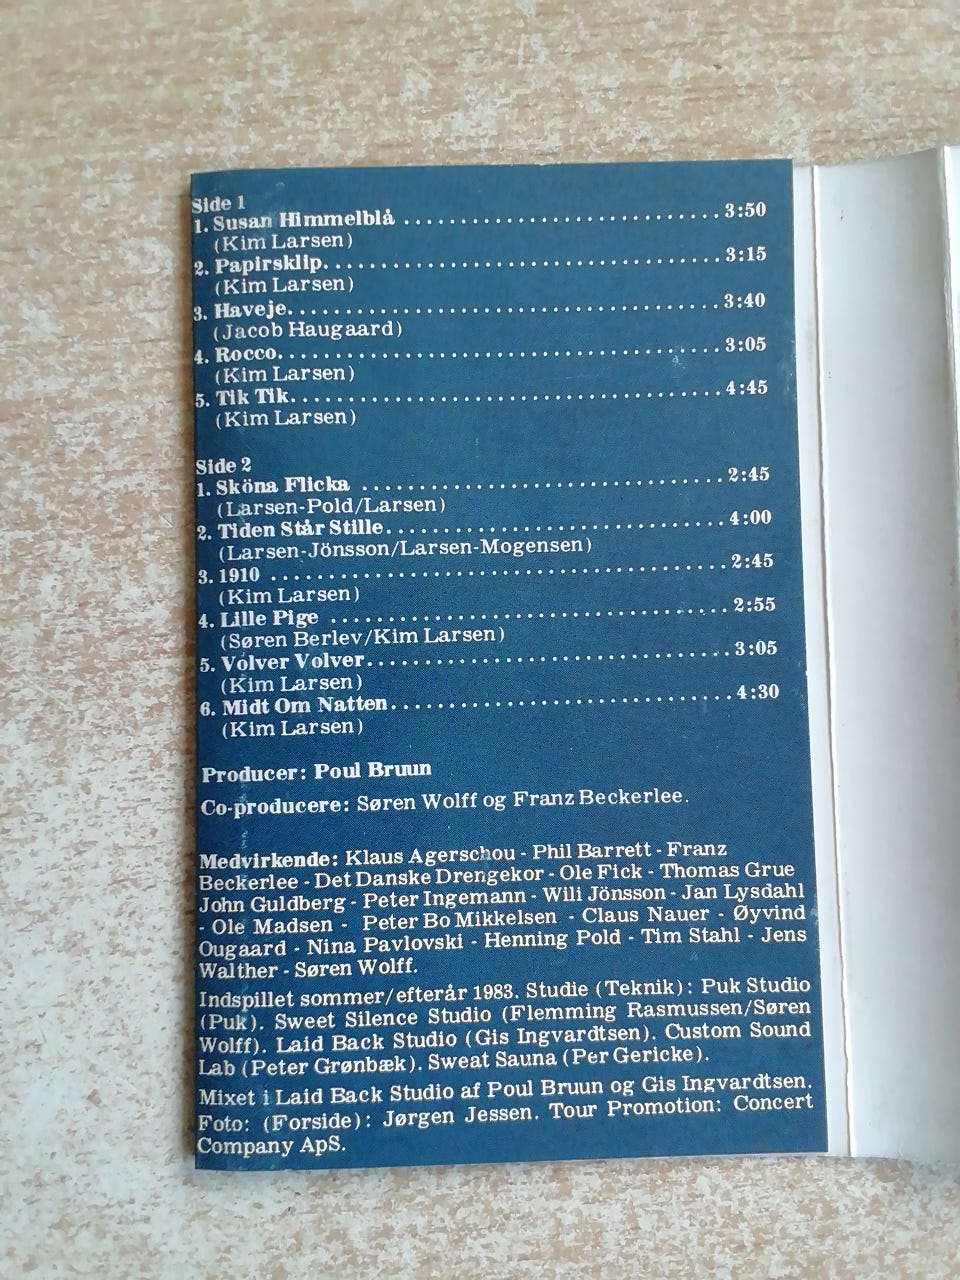 Side 1
1. Susan Himmelblå ........................................ 3:50
(Kim Larsen)
2. Papirsklip........................................ 3:15
(Kim Larsen)
3. Haveje........................................ 3:40
(Jacob Haugaard)
4. Rocco........................................ 3:05
(Kim Larsen)
5. Tik Tik........................................ 4:45
(Kim Larsen)
Side 2
1. Sköna Flicka ........................................ 2:45
(Larsen-Pold/Larsen)
2. Tiden Står Stille........................................ 4:00
(Larsen-Jönsson/Larsen-Mogensen)
3. 1910 ........................................ 2:45
(Kim Larsen)
4. Lille Pige ........................................ 2:55
(Søren Berlev/Kim Larsen)
5. Volver Volver........................................ 3:05
(Kim Larsen)
6. Midt Om Natten........................................ 4:30
(Kim Larsen)
Producer: Poul Bruun
Co-producere: Søren Wolff og Franz Beckerlee.
Medvirkende: Klaus Agerschou - Phil Barrett - Franz
Beckerlee - Det Danske Drengekor - Ole Fick - Thomas Grue
John Guldberg - Peter Ingemann - Wili Jönsson - Jan Lysdahl
- Ole Madsen - Peter Bo Mikkelsen - Claus Nauer - Øyvind
Ougaard - Nina Pavlovski - Henning Pold - Tim Stahl - Jens
Walther - Søren Wolff.
Indspillet sommer/efterår 1983. Studie (Teknik): Puk Studio
(Puk). Sweet Silence Studio (Flemming Rasmussen/Søren
Wolff). Laid Back Studio (Gis Ingvardtsen). Custom Sound
Lab (Peter Grønbæk). Sweat Sauna (Per Gericke).
Mixet i Laid Back Studio af Poul Bruun og Gis Ingvardtsen.
Foto: (Forside): Jørgen Jessen. Tour Promotion: Concert
Company ApS.